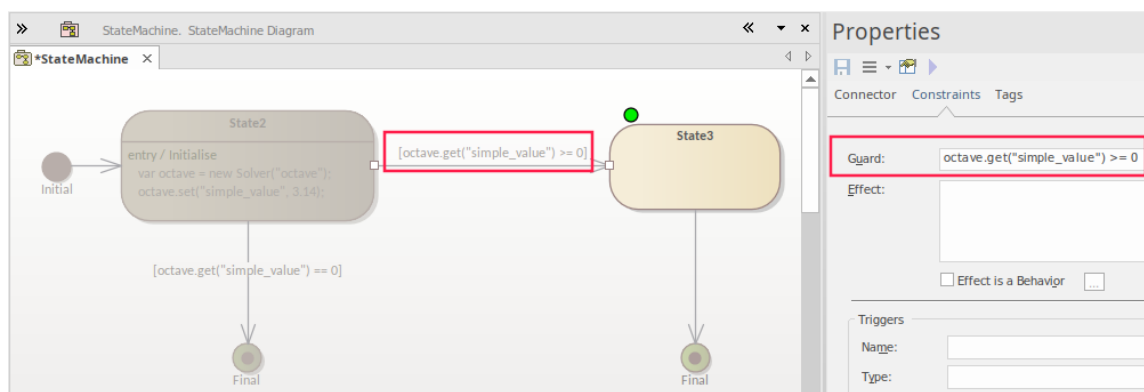 StateMachine. StateMachine Diagram
*StateMachine
State2
entry / Initialise
var octave = new Solver("octave");
octave.set("simple_value", 3.14);
Initial
[octave.get("simple_value") >= 0]
State3
[octave.get("simple_value") == 0]
Final
Final
Properties
Connector Constraints Tags
Guard: octave.get("simple_value") >= 0
Effect:
Effect is a Behavior ...
Triggers
Name:
Type: